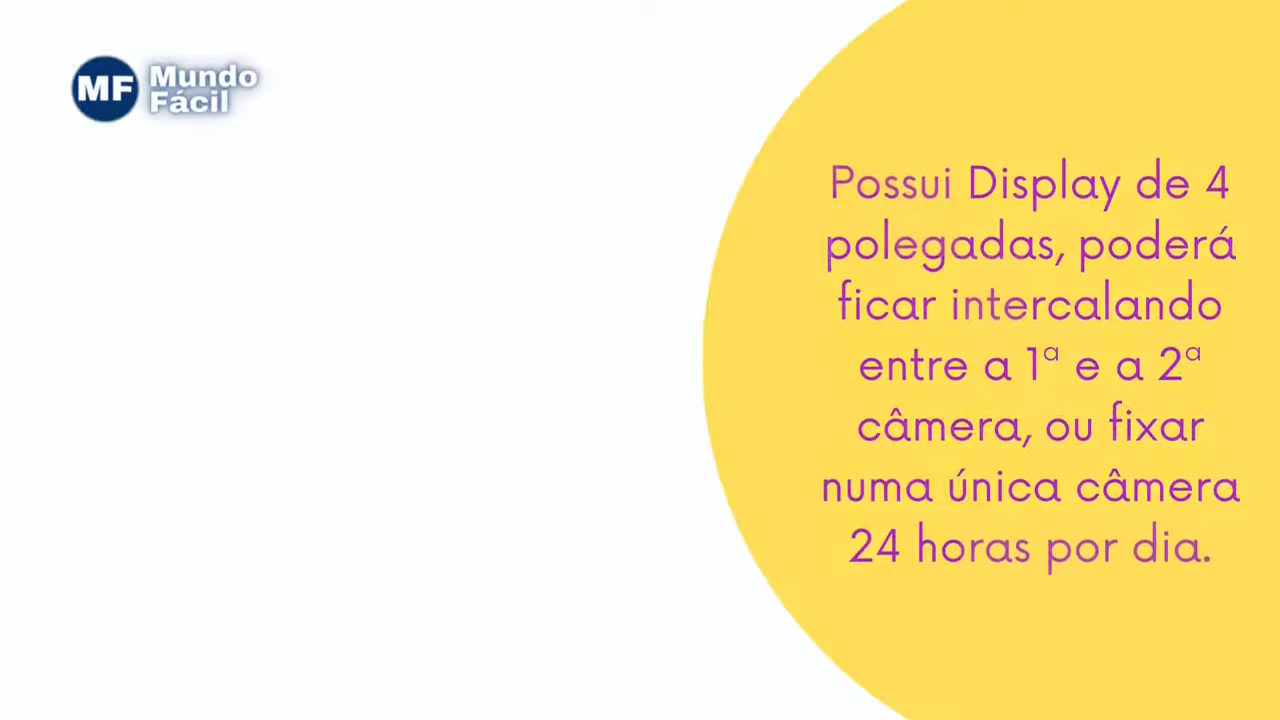 MF Mundo
Fácil
Possui Display de 4
polegadas, poderá
ficar intercalando
entre a 1ª e a 2ª
câmera, ou fixar
numa única câmera
24 horas por dia.